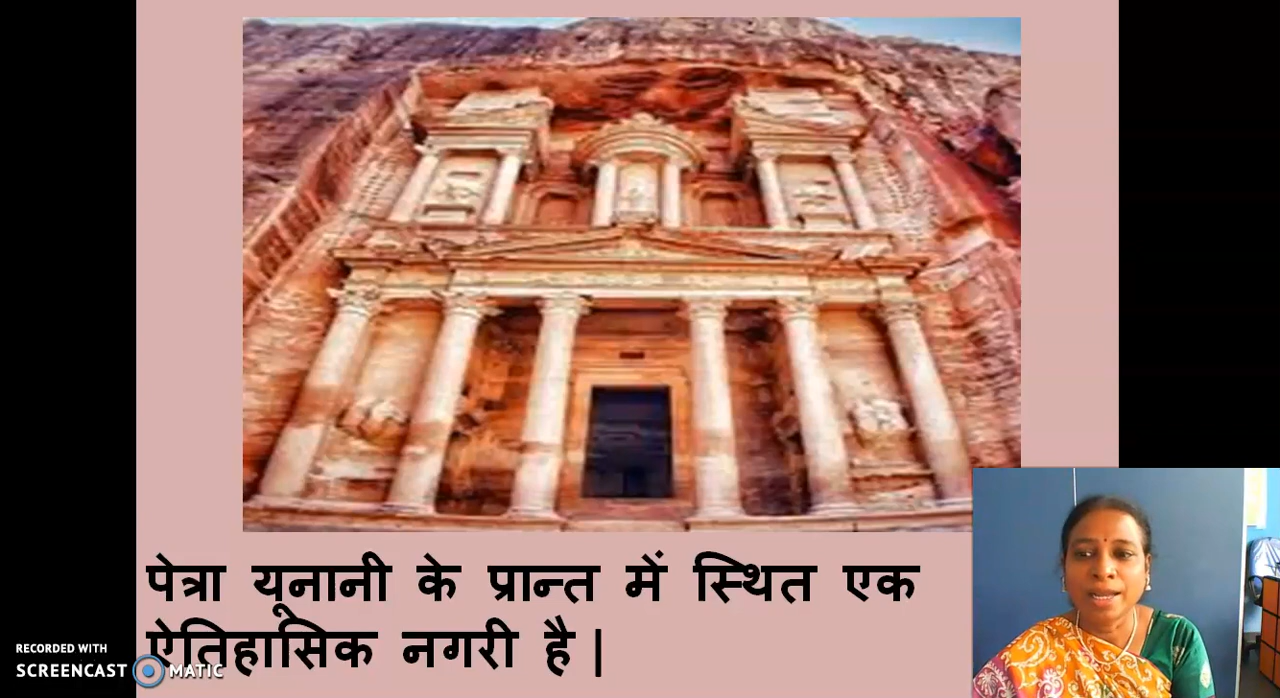 पेत्रा यूनानी के प्रान्त में स्थित एक
ऐतिहासिक नगरी है |
RECORDED WITH
SCREENCAST MATIC